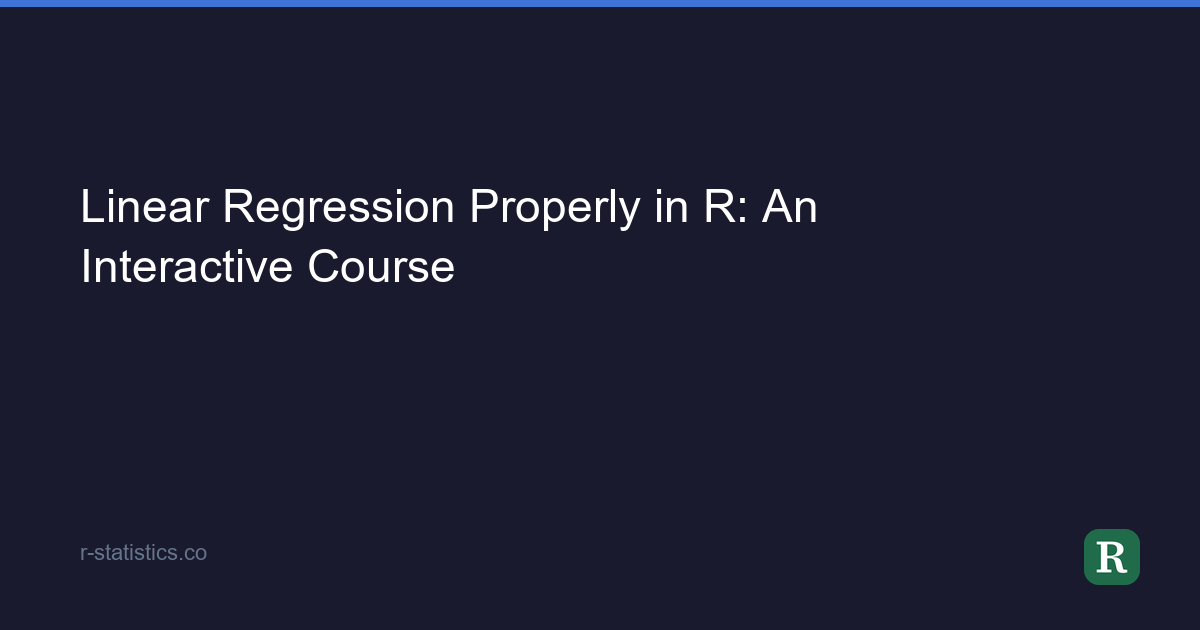 Linear Regression Properly in R: An
Interactive Course
r-statistics.co
R